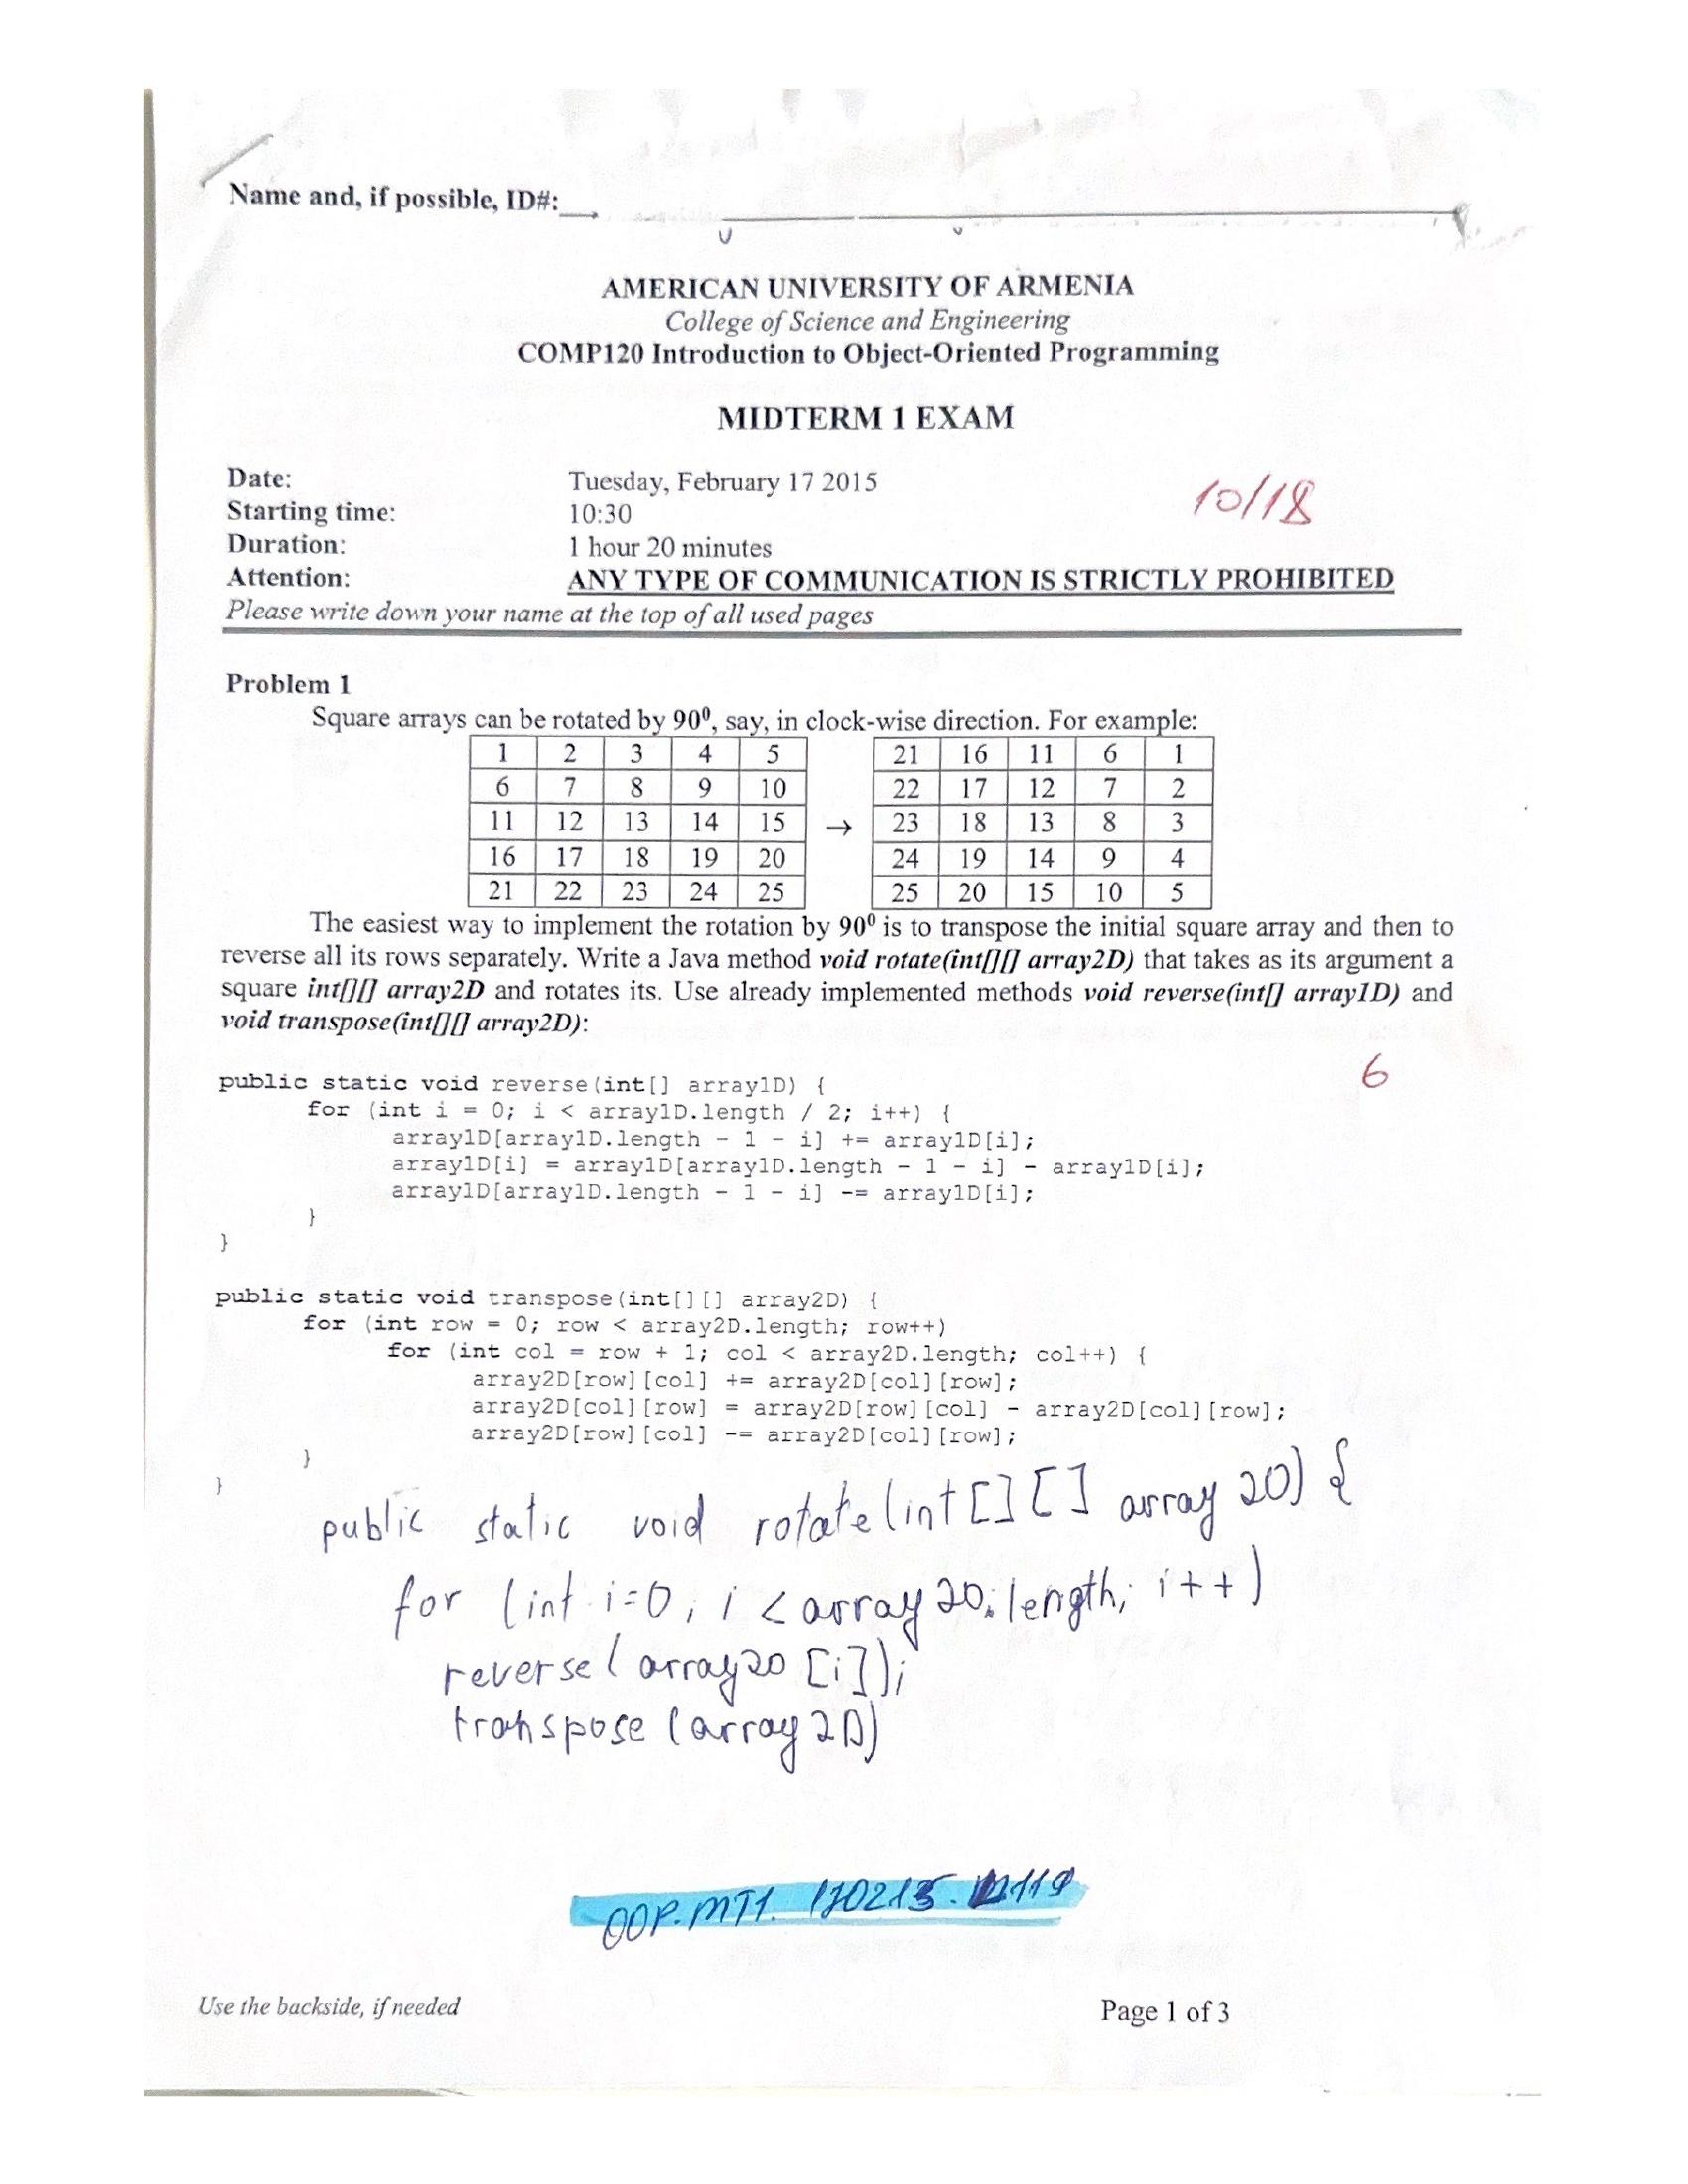 Name and, if possible, ID#:
AMERICAN UNIVERSITY OF ARMENIA
College of Science and Engineering
COMP120 Introduction to Object-Oriented Programming
MIDTERM 1 EXAM
Date: Tuesday, February 17 2015
10/18
Starting time: 10:30
Duration: 1 hour 20 minutes
Attention: ANY TYPE OF COMMUNICATION IS STRICTLY PROHIBITED
Please write down your name at the top of all used pages
Problem 1
Square arrays can be rotated by 90⁰, say, in clock-wise direction. For example:
1 2 3 4 5 21 16 11 6 1
6 7 8 9 10 22 17 12 7 2
11 12 13 14 15 → 23 18 13 8 3
16 17 18 19 20 24 19 14 9 4
21 22 23 24 25 25 20 15 10 5
The easiest way to implement the rotation by 90⁰ is to transpose the initial square array and then to
reverse all its rows separately. Write a Java method void rotate(int[][] array2D) that takes as its argument a
square int[][] array2D and rotates its. Use already implemented methods void reverse(int[] array1D) and
void transpose(int[][] array2D):
6
public static void reverse(int[] array1D) {
for (int i = 0; i < array1D.length / 2; i++) {
array1D[array1D.length - 1 - i] += array1D[i];
array1D[i] = array1D[array1D.length - 1 - i] - array1D[i];
array1D[array1D.length - 1 - i] -= array1D[i];
}
}
public static void transpose(int[][] array2D) {
for (int row = 0; row < array2D.length; row++)
for (int col = row + 1; col < array2D.length; col++) {
array2D[row][col] += array2D[col][row];
array2D[col][row] = array2D[row][col] - array2D[col][row];
array2D[row][col] -= array2D[col][row];
}
}
public static void rotate(int[][] array 2D) {
for (int i=0; i < array 2D.length; i++)
reverse(array2D [i]);
transpose (array 2D)
OOP.MT1. 170215.
Use the backside, if needed
Page 1 of 3